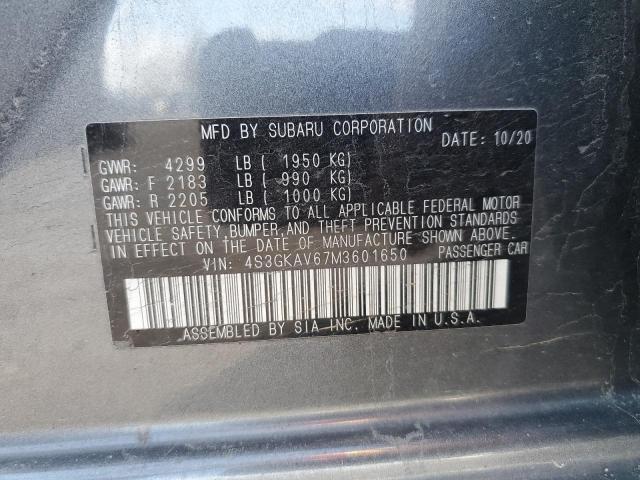 MFD BY SUBARU CORPORATION
DATE: 10/20
GVWR: 4299 LB ( 1950 KG)
GAWR: F 2183 LB ( 990 KG)
GAWR: R 2205 LB ( 1000 KG)
THIS VEHICLE CONFORMS TO ALL APPLICABLE FEDERAL MOTOR
VEHICLE SAFETY, BUMPER, AND THEFT PREVENTION STANDARDS
IN EFFECT ON THE DATE OF MANUFACTURE SHOWN ABOVE.
VIN: 4S3GKAV67M3601650 PASSENGER CAR
ASSEMBLED BY SIA INC. MADE IN U.S.A.